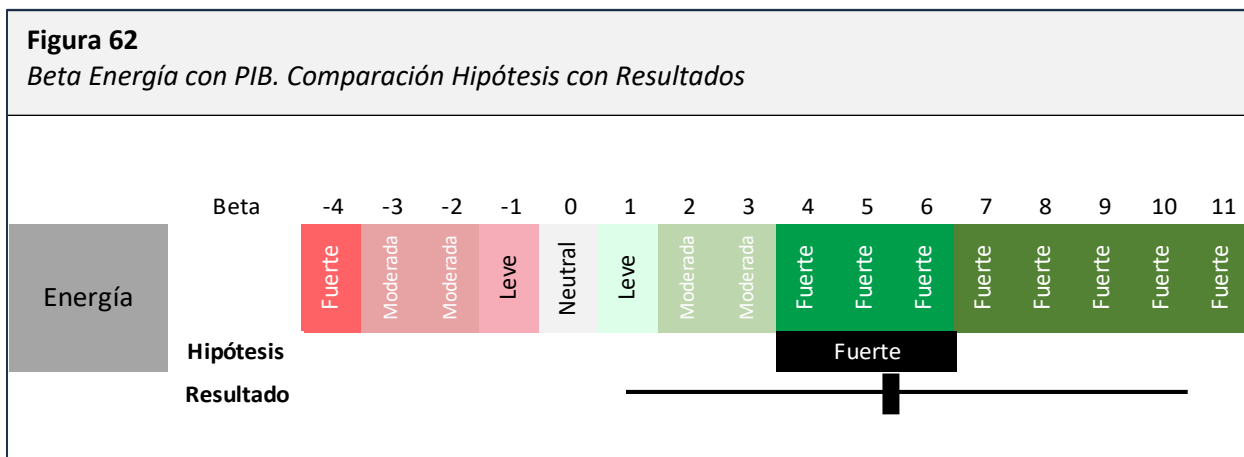 Figura 62
Beta Energía con PIB. Comparación Hipótesis con Resultados
Beta -4 -3 -2 -1 0 1 2 3 4 5 6 7 8 9 10 11
Energía Fuerte Moderada Moderada Leve Neutral Leve Moderada Moderada Fuerte Fuerte Fuerte Fuerte Fuerte Fuerte Fuerte Fuerte
Hipótesis Fuerte
Resultado